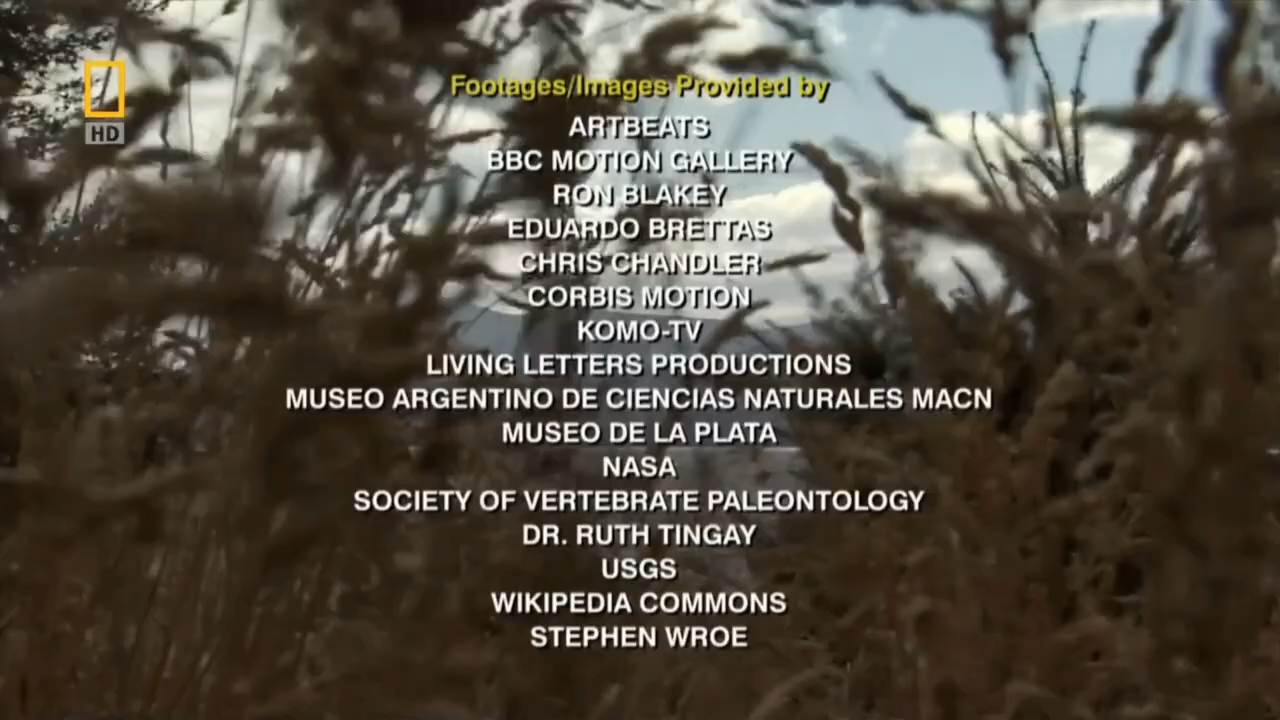 HD
Footages/Images Provided by
ARTBEATS
BBC MOTION GALLERY
RON BLAKEY
EDUARDO BRETTAS
CHRIS CHANDLER
CORBIS MOTION
KOMO-TV
LIVING LETTERS PRODUCTIONS
MUSEO ARGENTINO DE CIENCIAS NATURALES MACN
MUSEO DE LA PLATA
NASA
SOCIETY OF VERTEBRATE PALEONTOLOGY
DR. RUTH TINGAY
USGS
WIKIPEDIA COMMONS
STEPHEN WROE